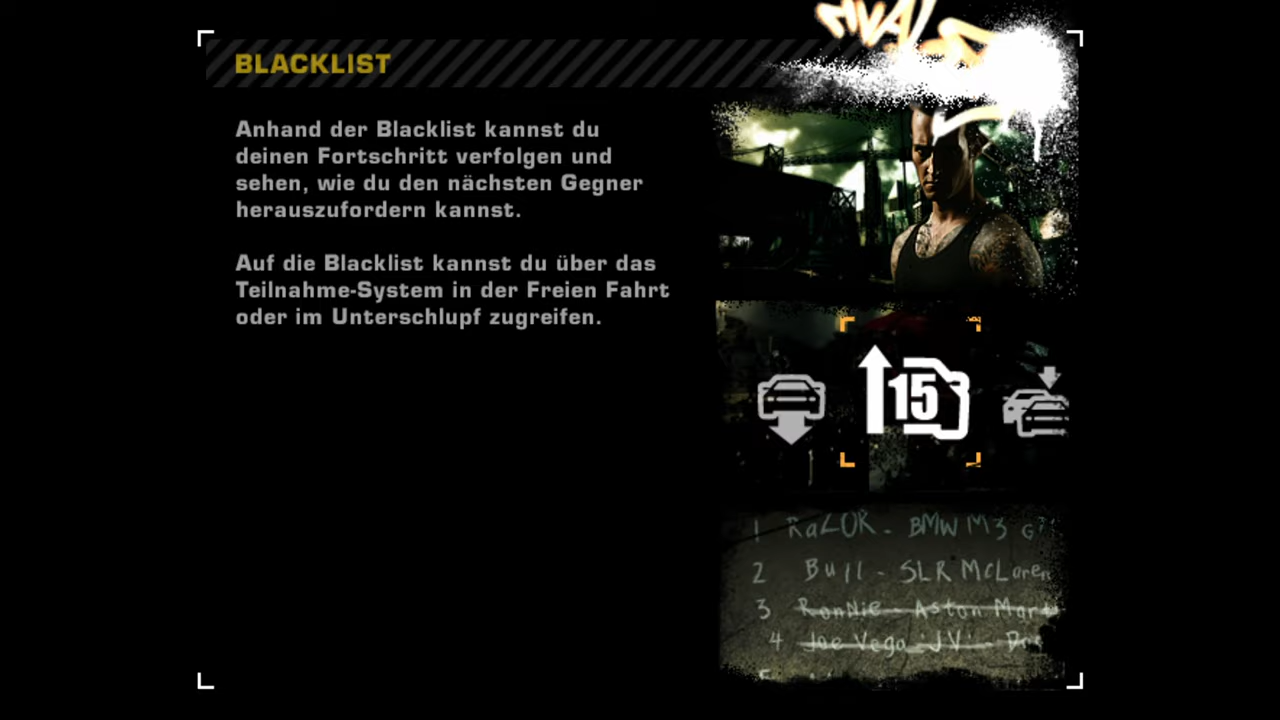 BLACKLIST
Anhand der Blacklist kannst du
deinen Fortschritt verfolgen und
sehen, wie du den nächsten Gegner
herauszufordern kannst.
Auf die Blacklist kannst du über das
Teilnahme-System in der Freien Fahrt
oder im Unterschlupf zugreifen.
15
1 RaZOR - BMW M3
2 Bull - SLR McLaren
3 Ronnie - Aston
4 Joe Vega 'JV' -